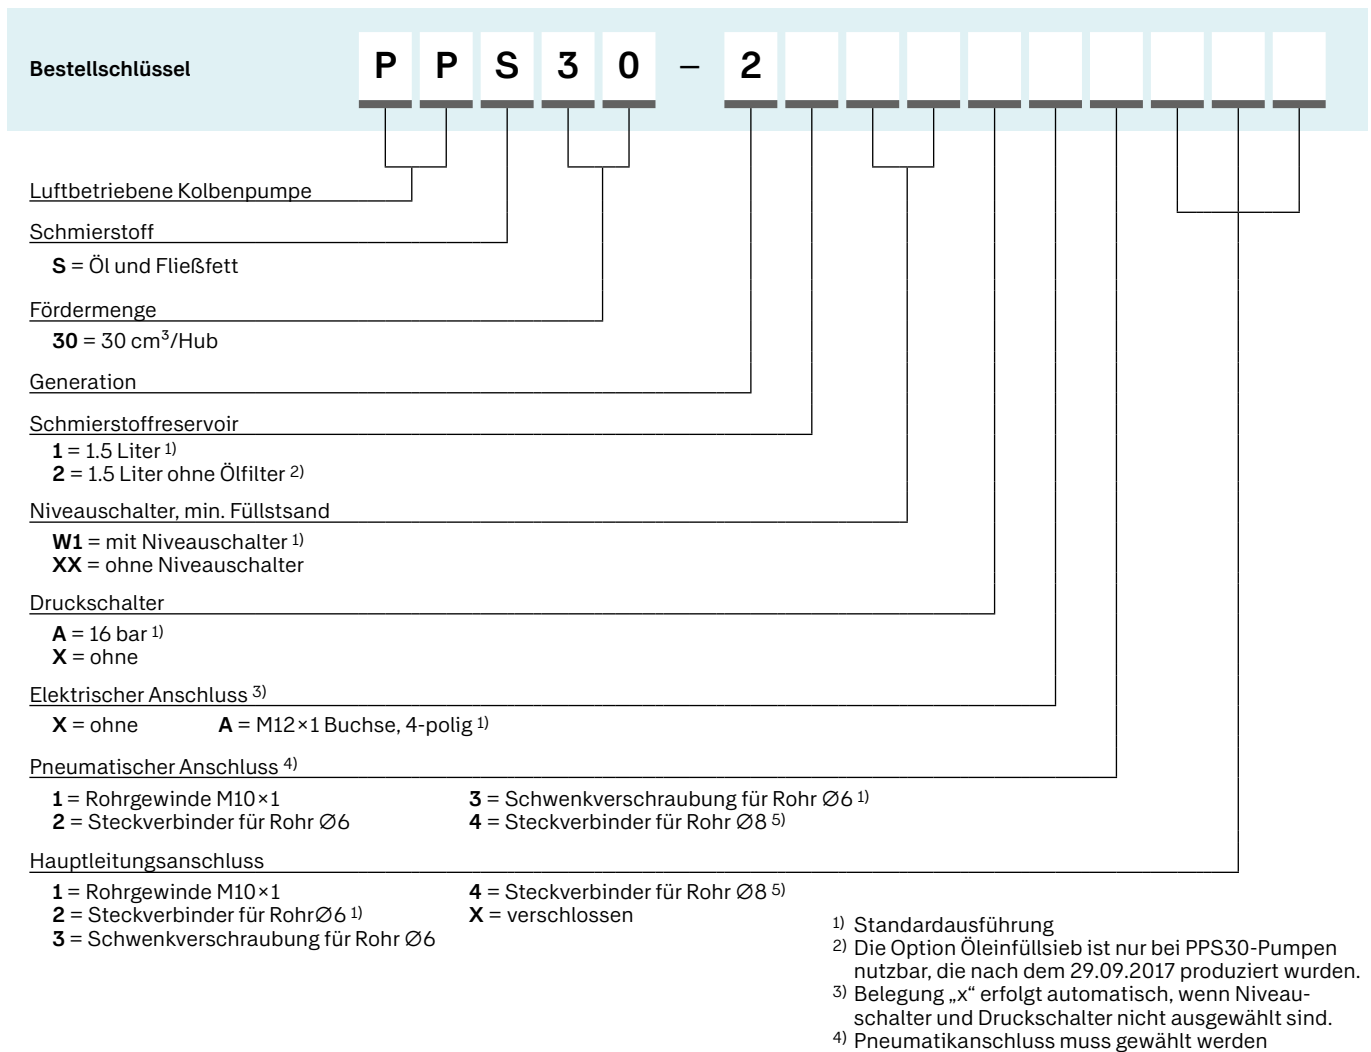 Bestellschlüssel P P S 3 0 – 2
Luftbetriebene Kolbenpumpe
Schmierstoff
S = Öl und Fließfett
Fördermenge
30 = 30 cm³/Hub
Generation
Schmierstoffreservoir
1 = 1.5 Liter 1)
2 = 1.5 Liter ohne Ölfilter 2)
Niveauschalter, min. Füllstsand
W1 = mit Niveauschalter 1)
XX = ohne Niveauschalter
Druckschalter
A = 16 bar 1)
X = ohne
Elektrischer Anschluss 3)
X = ohne A = M12×1 Buchse, 4-polig 1)
Pneumatischer Anschluss 4)
1 = Rohrgewinde M10×1 3 = Schwenkverschraubung für Rohr Ø6 1)
2 = Steckverbinder für Rohr Ø6 4 = Steckverbinder für Rohr Ø8 5)
Hauptleitungsanschluss
1 = Rohrgewinde M10×1 4 = Steckverbinder für Rohr Ø8 5)
2 = Steckverbinder für RohrØ6 1) X = verschlossen
3 = Schwenkverschraubung für Rohr Ø6
1) Standardausführung
2) Die Option Öleinfüllsieb ist nur bei PPS30-Pumpen
nutzbar, die nach dem 29.09.2017 produziert wurden.
3) Belegung „x“ erfolgt automatisch, wenn Niveau-
schalter und Druckschalter nicht ausgewählt sind.
4) Pneumatikanschluss muss gewählt werden